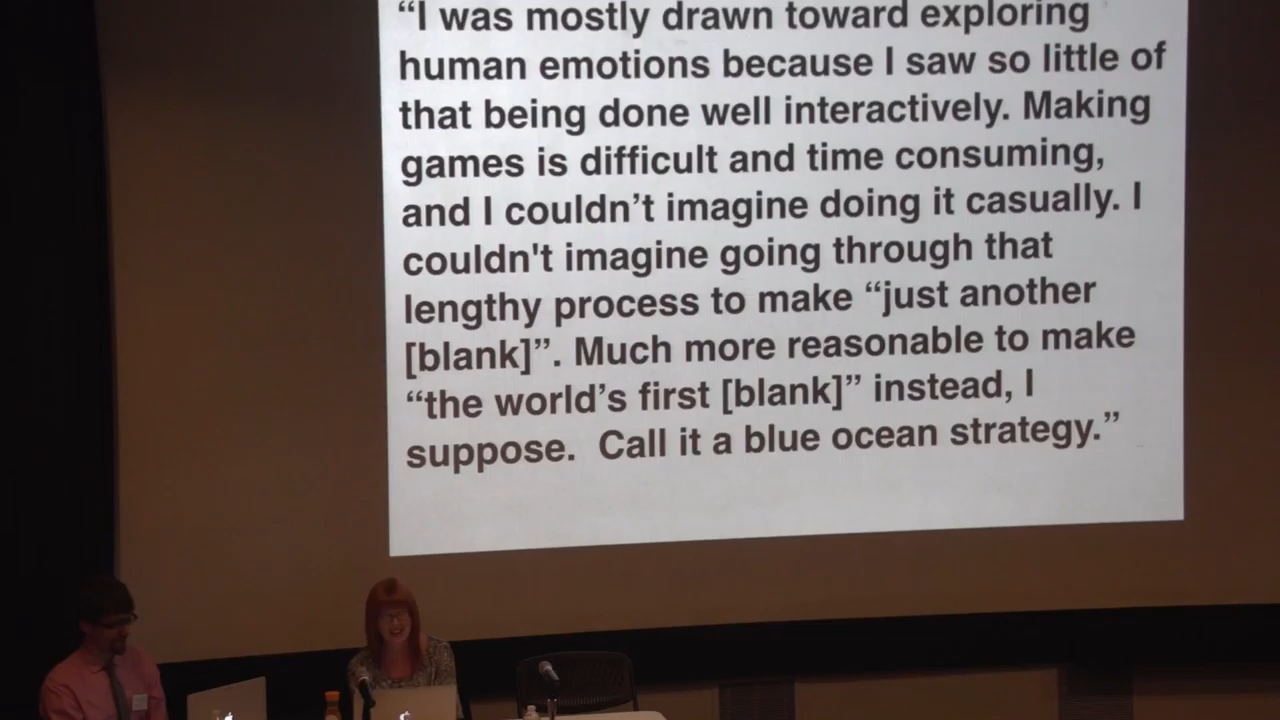 “I was mostly drawn toward exploring
human emotions because I saw so little of
that being done well interactively. Making
games is difficult and time consuming,
and I couldn’t imagine doing it casually. I
couldn't imagine going through that
lengthy process to make “just another
[blank]”. Much more reasonable to make
“the world’s first [blank]” instead, I
suppose.  Call it a blue ocean strategy.”